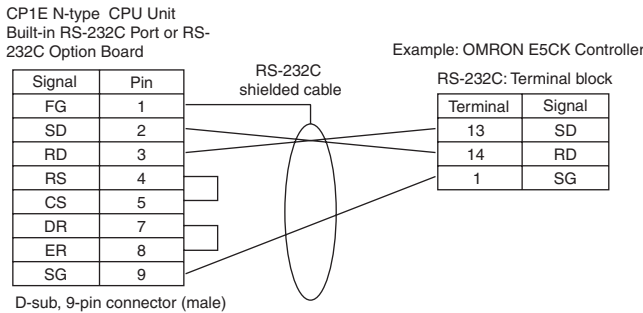 CP1E N-type CPU Unit
Built-in RS-232C Port or RS-
232C Option Board
Signal Pin
FG 1
SD 2
RD 3
RS 4
CS 5
DR 7
ER 8
SG 9
D-sub, 9-pin connector (male)
RS-232C
shielded cable
Example: OMRON E5CK Controller
RS-232C: Terminal block
Terminal Signal
13 SD
14 RD
1 SG